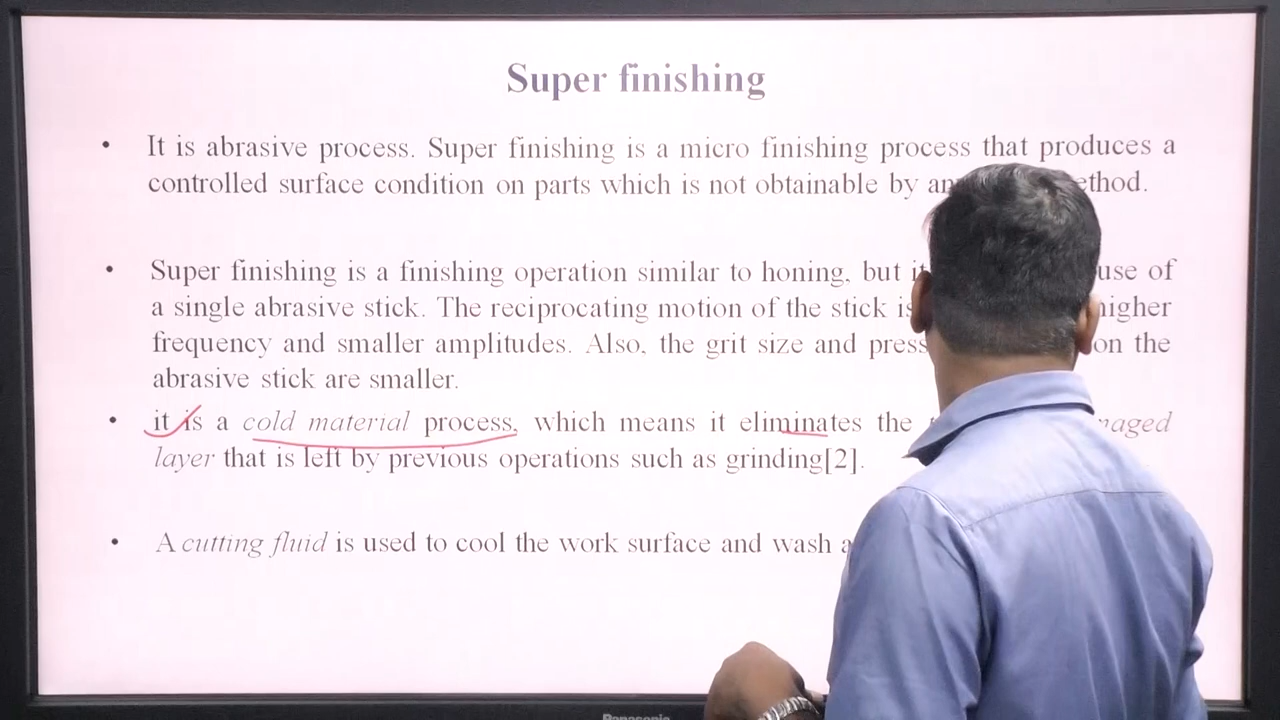 Super finishing
• It is abrasive process. Super finishing is a micro finishing process that produces a
controlled surface condition on parts which is not obtainable by
• Super finishing is a finishing operation similar to honing, but use of
a single abrasive stick. The reciprocating motion of the stick is higher
frequency and smaller amplitudes. Also, the grit size and on the
abrasive stick are smaller.
• it is a cold material process, which means it eliminates the
layer that is left by previous operations such as grinding[2].
• A cutting fluid is used to cool the work surface and wash
Panasonic